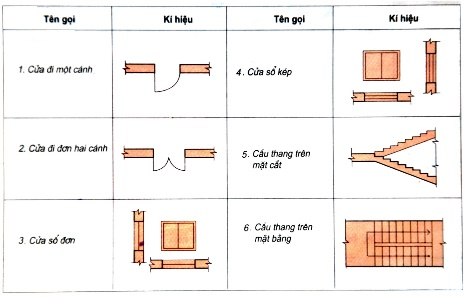 Tên gọi
Kí hiệu
Tên gọi
Kí hiệu
1. Cửa đi một cánh
4. Cửa sổ kép
2. Cửa đi đơn hai cánh
5. Cầu thang trên
mặt cắt
3. Cửa sổ đơn
6. Cầu thang trên
mặt bằng